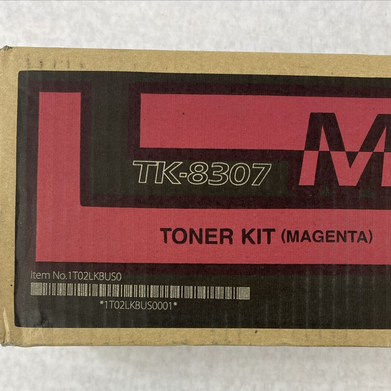 M
TK-8307
TONER KIT (MAGENTA)
Item No.1T02LKBUS0
*1T02LKBUS0001*